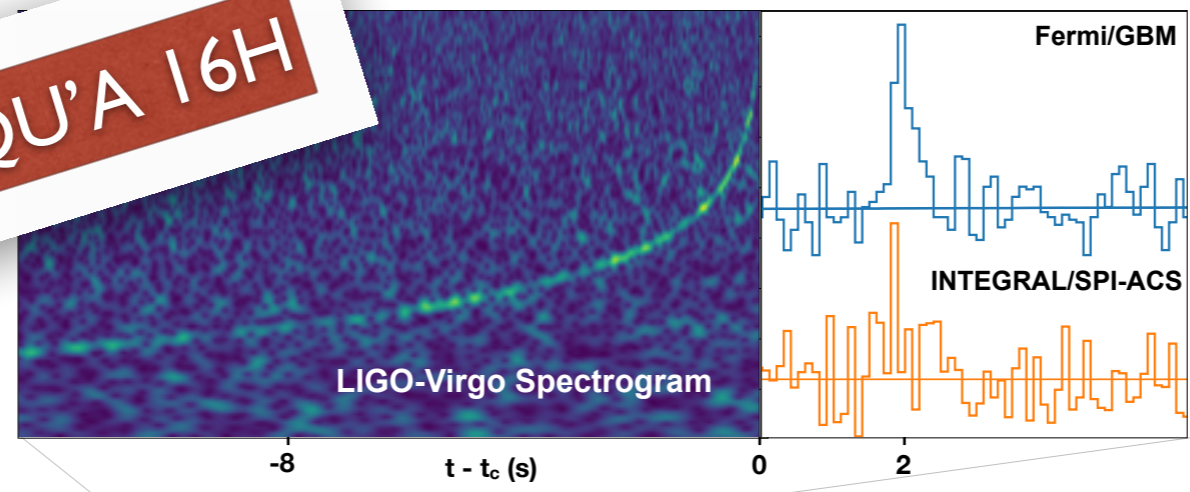 QU'A 16H
Fermi/GBM
INTEGRAL/SPI-ACS
LIGO-Virgo Spectrogram
-8
t - tc (s)
0
2